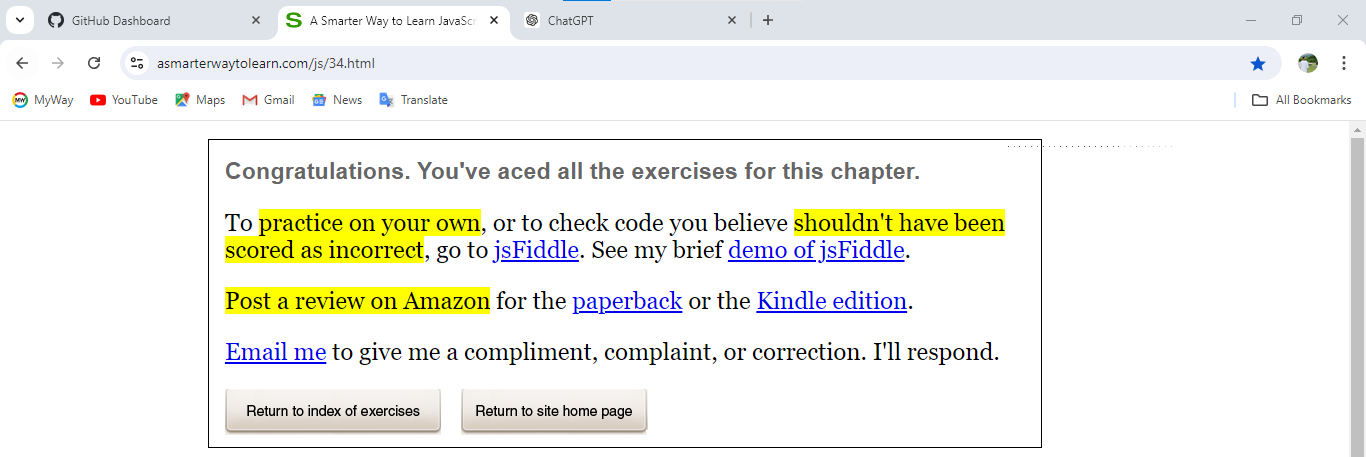 GitHub Dashboard
A Smarter Way to Learn JavaScr
ChatGPT
asmarterwaytolearn.com/js/34.html
MyWay YouTube Maps Gmail News Translate All Bookmarks
Congratulations. You've aced all the exercises for this chapter.
To practice on your own, or to check code you believe shouldn't have been
scored as incorrect, go to jsFiddle. See my brief demo of jsFiddle.
Post a review on Amazon for the paperback or the Kindle edition.
Email me to give me a compliment, complaint, or correction. I'll respond.
Return to index of exercises Return to site home page